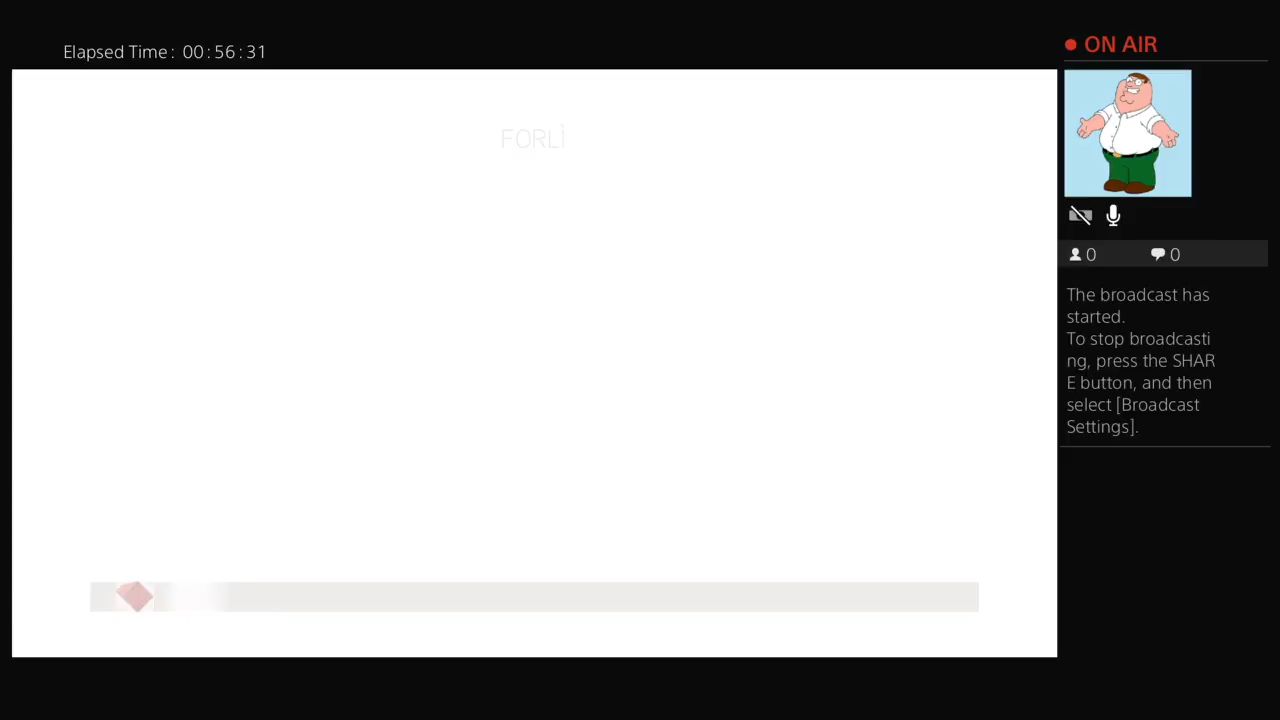 Elapsed Time: 00:56:31
ON AIR
FORLÌ
0 0
The broadcast has
started.
To stop broadcasti
ng, press the SHAR
E button, and then
select [Broadcast
Settings].